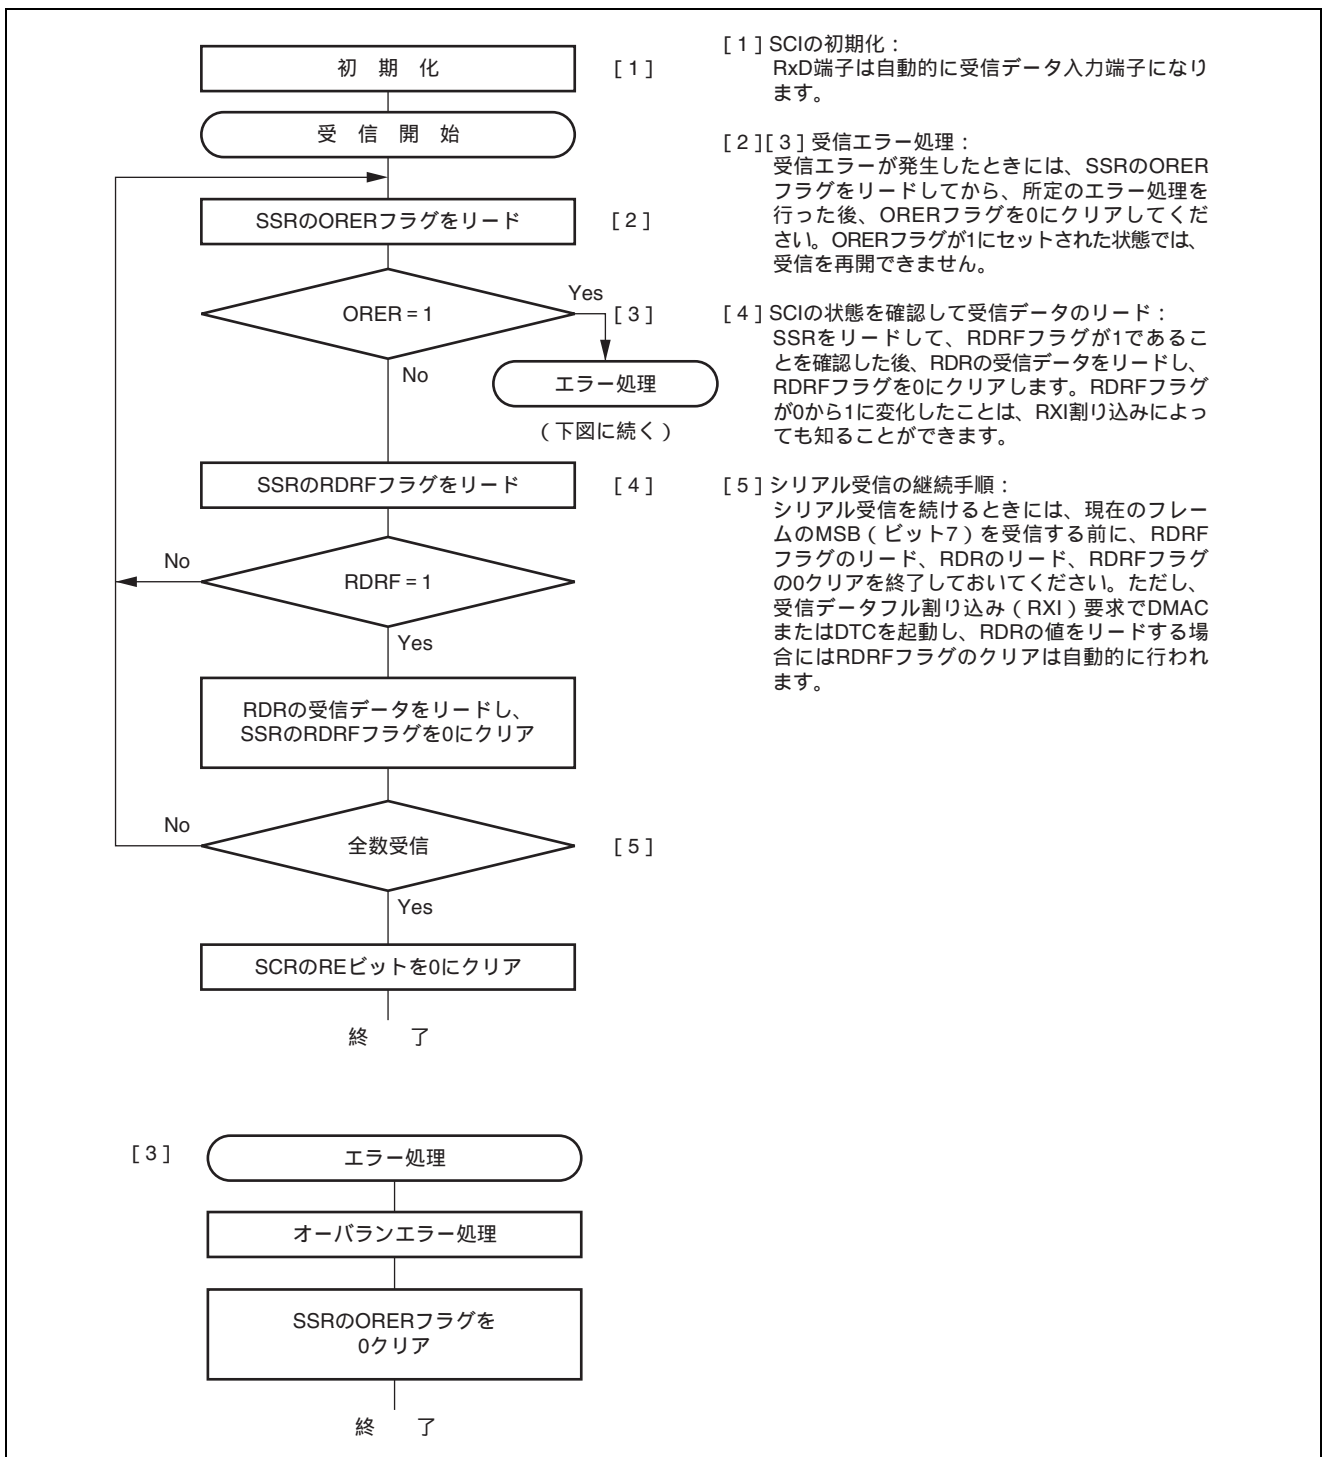 初 期 化 [1]
受 信 開 始
SSRのORERフラグをリード [2]
ORER = 1
Yes [3]
No
エラー処理
(下図に続く)
SSRのRDRFフラグをリード [4]
No
RDRF = 1
Yes
RDRの受信データをリードし、
SSRのRDRFフラグを0にクリア
No
全数受信 [5]
Yes
SCRのREビットを0にクリア
終 了
[1] SCIの初期化：
RxD端子は自動的に受信データ入力端子になり
ます。
[2][3] 受信エラー処理：
受信エラーが発生したときには、SSRのORER
フラグをリードしてから、所定のエラー処理を
行った後、ORERフラグを0にクリアしてくだ
さい。ORERフラグが1にセットされた状態では、
受信を再開できません。
[4] SCIの状態を確認して受信データのリード：
SSRをリードして、RDRFフラグが1であるこ
とを確認した後、RDRの受信データをリードし、
RDRFフラグを0にクリアします。RDRFフラグ
が0から1に変化したことは、RXI割り込みによっ
ても知ることができます。
[5] シリアル受信の継続手順：
シリアル受信を続けるときには、現在のフレー
ムのMSB（ビット7）を受信する前に、RDRF
フラグのリード、RDRのリード、RDRFフラグ
の0クリアを終了しておいてください。ただし、
受信データフル割り込み（RXI）要求でDMAC
またはDTCを起動し、RDRの値をリードする場
合にはRDRFフラグのクリアは自動的に行われ
ます。
[3] エラー処理
オーバランエラー処理
SSRのORERフラグを
0クリア
終 了